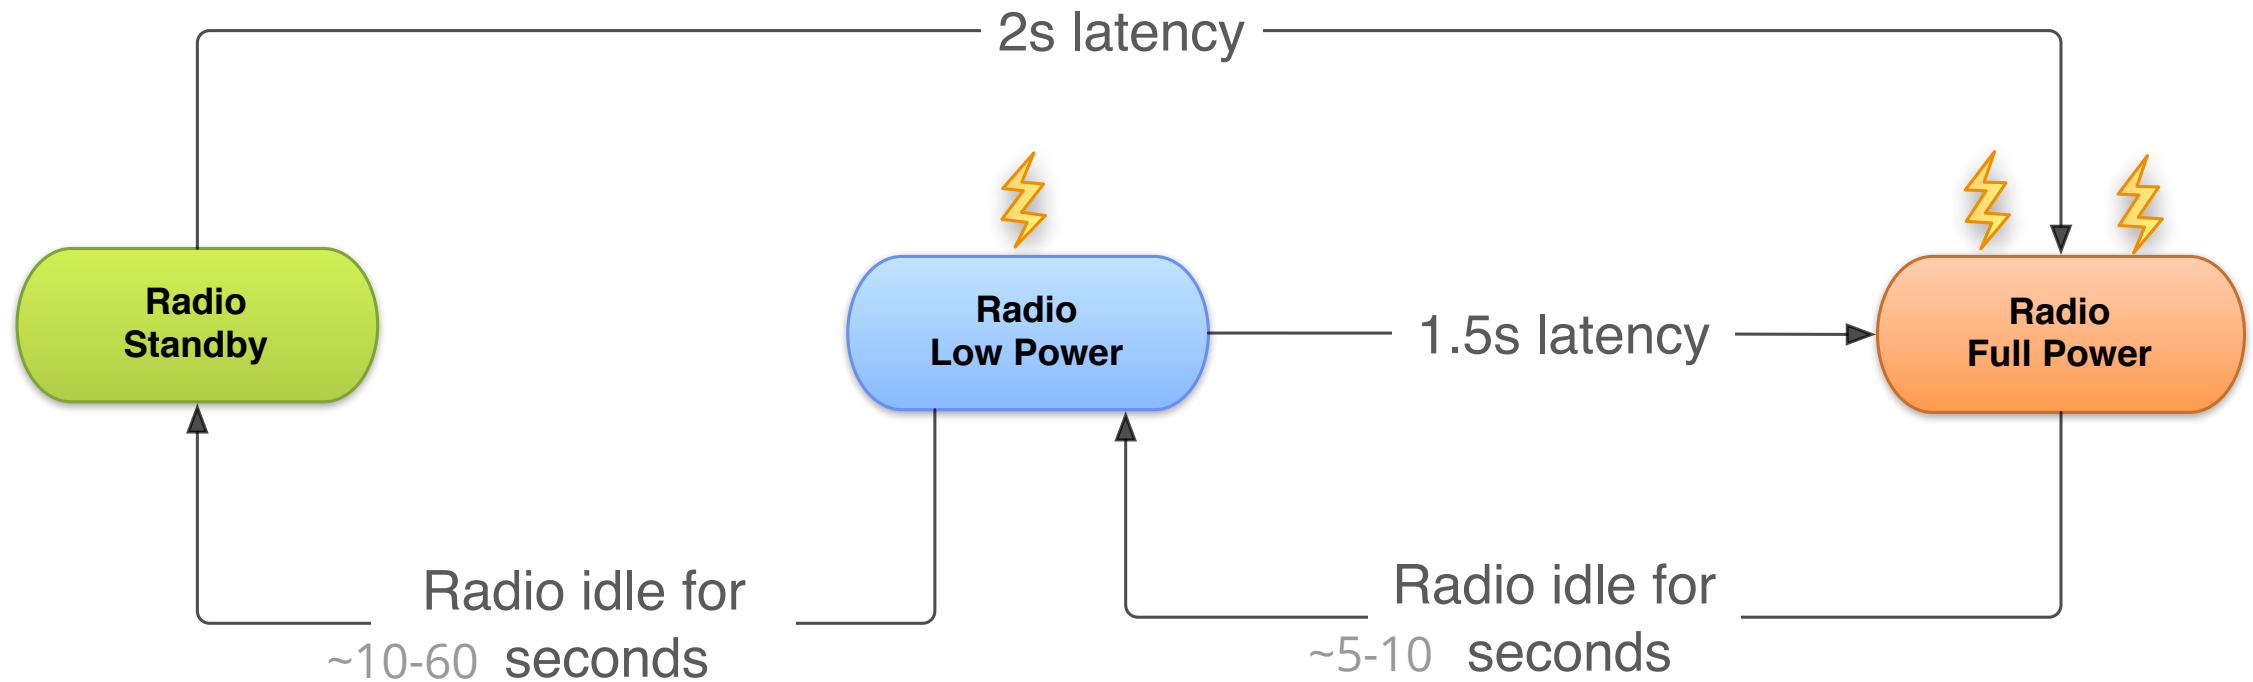 2s latency
Radio
Standby
Radio
Low Power
1.5s latency
Radio
Full Power
Radio idle for
~10-60 seconds
Radio idle for
~5-10 seconds